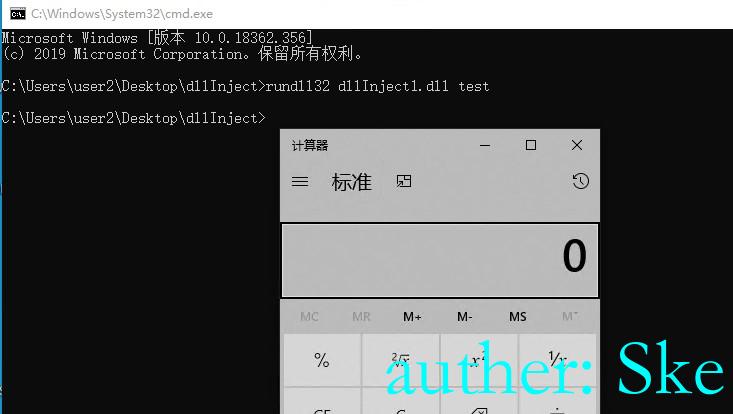 C:\Windows\System32\cmd.exe
Microsoft Windows [版本 10.0.18362.356]
(c) 2019 Microsoft Corporation。保留所有权利。
C:\Users\user2\Desktop\dllInject>rundll32 dllInject1.dll test
C:\Users\user2\Desktop\dllInject>
计算器
标准
0
MC MR M+ M- MS M˅
% ²√x x² ¹/x
auther: Ske